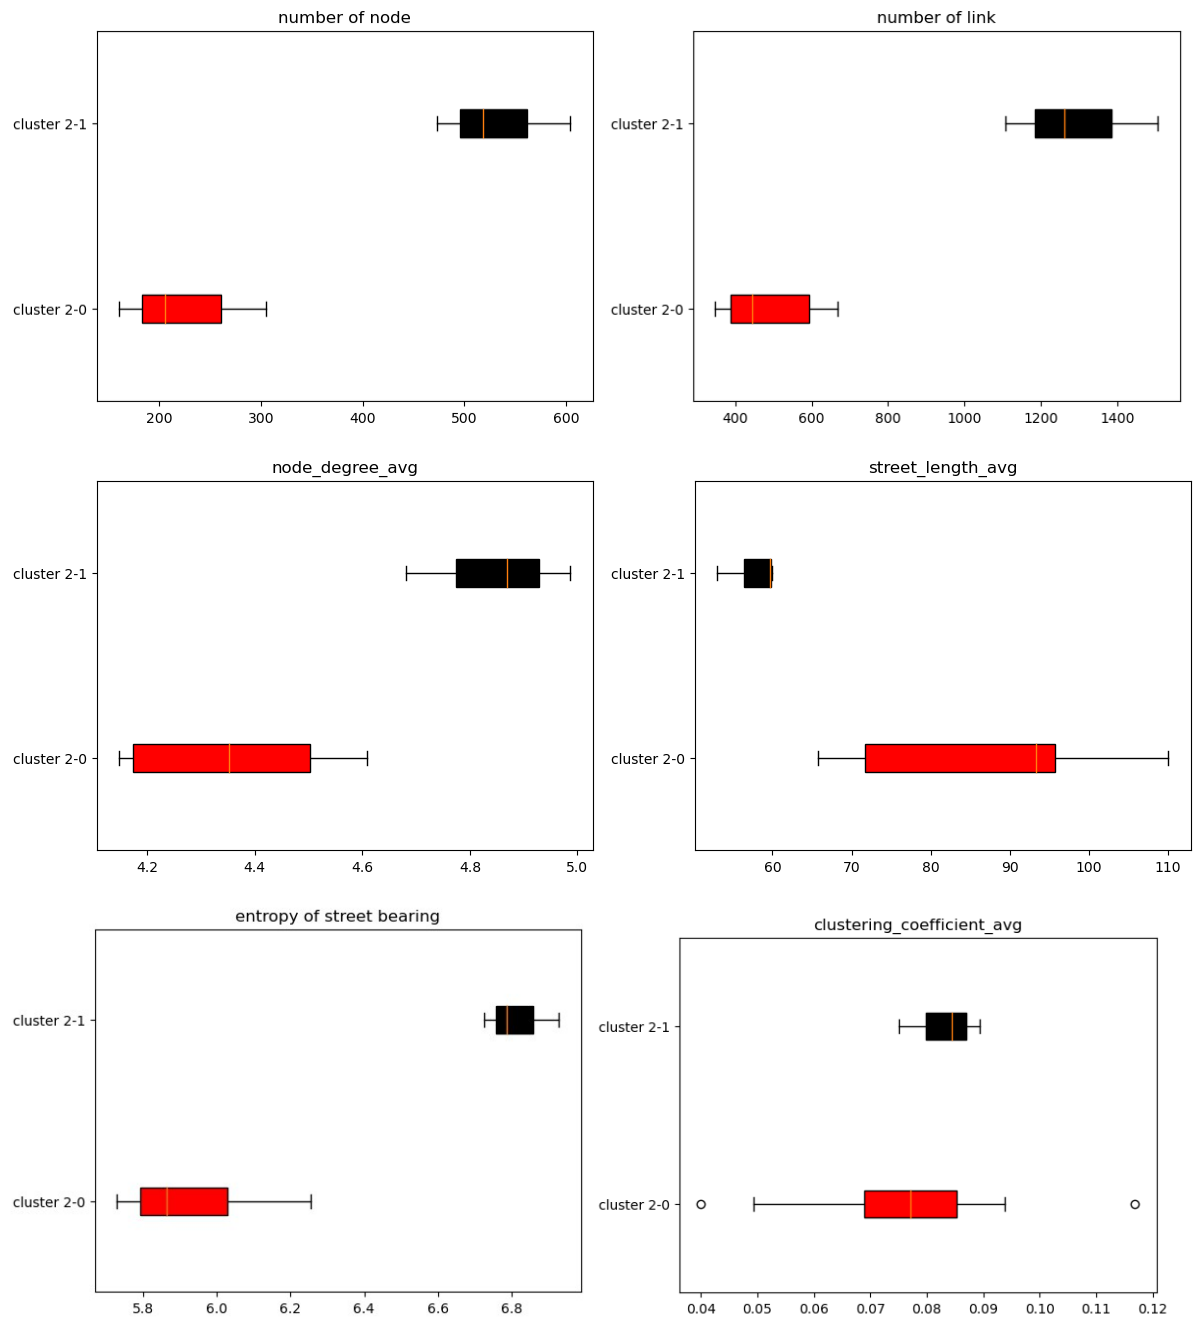 number of node
cluster 2-1
cluster 2-0
200 300 400 500 600
number of link
cluster 2-1
cluster 2-0
400 600 800 1000 1200 1400
node_degree_avg
cluster 2-1
cluster 2-0
4.2 4.4 4.6 4.8 5.0
street_length_avg
cluster 2-1
cluster 2-0
60 70 80 90 100 110
entropy of street bearing
cluster 2-1
cluster 2-0
5.8 6.0 6.2 6.4 6.6 6.8
clustering_coefficient_avg
cluster 2-1
cluster 2-0
0.04 0.05 0.06 0.07 0.08 0.09 0.10 0.11 0.12